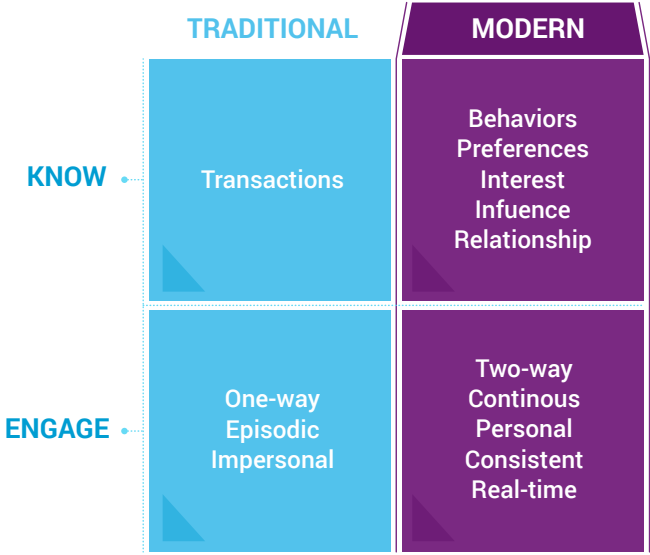 TRADITIONAL
MODERN
KNOW
Transactions
Behaviors
Preferences
Interest
Infuence
Relationship
ENGAGE
One-way
Episodic
Impersonal
Two-way
Continous
Personal
Consistent
Real-time